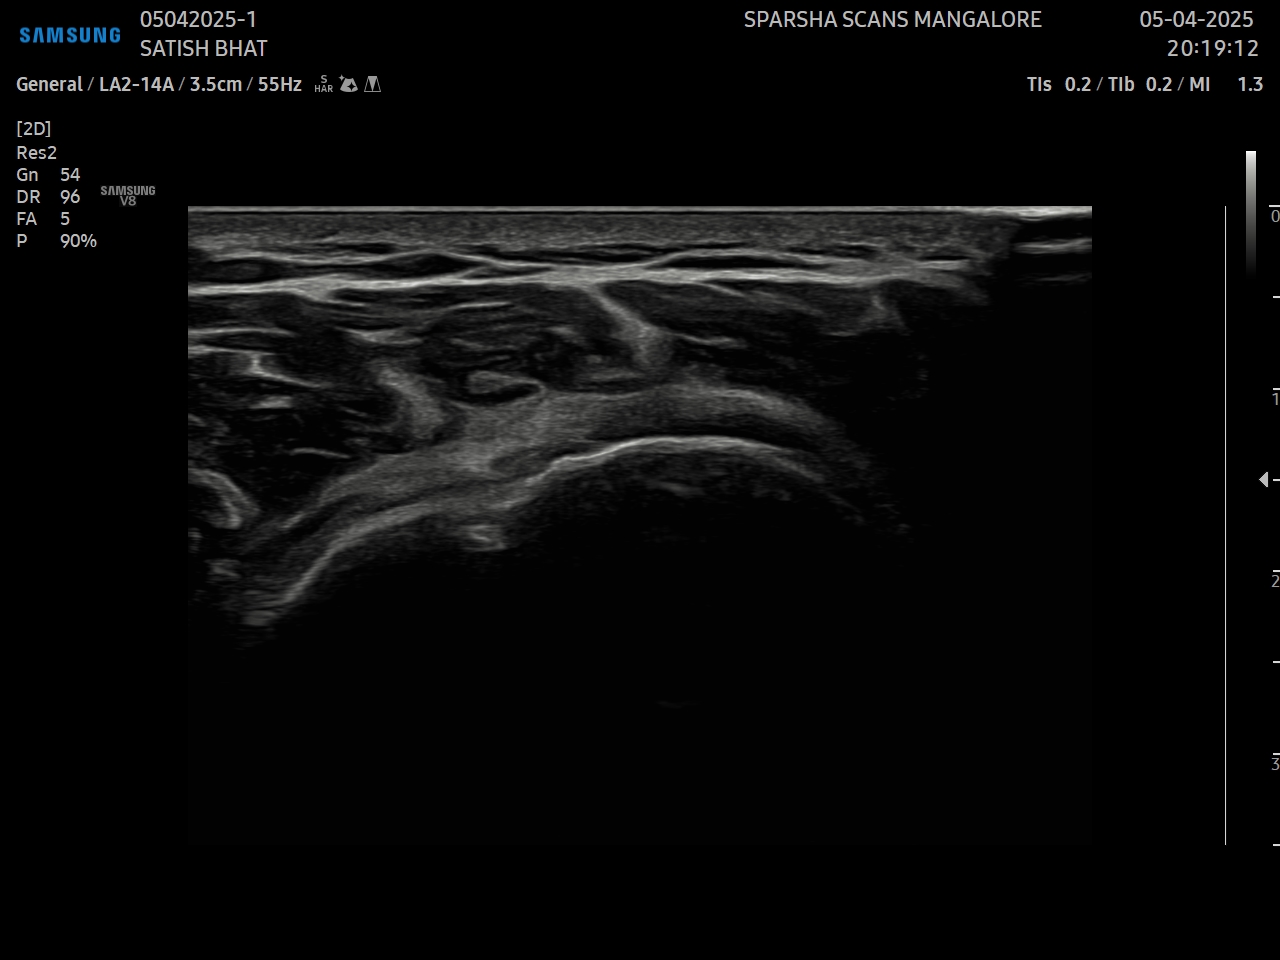 SAMSUNG
05042025-1
SATISH BHAT
SPARSHA SCANS MANGALORE
05-04-2025
20:19:12
General / LA2-14A / 3.5cm / 55Hz
S
HAR
TIs 0.2 / TIb 0.2 / MI 1.3
[2D]
Res2
Gn 54
DR 96
FA 5
P 90%
SAMSUNG
V8
0
1
2
3